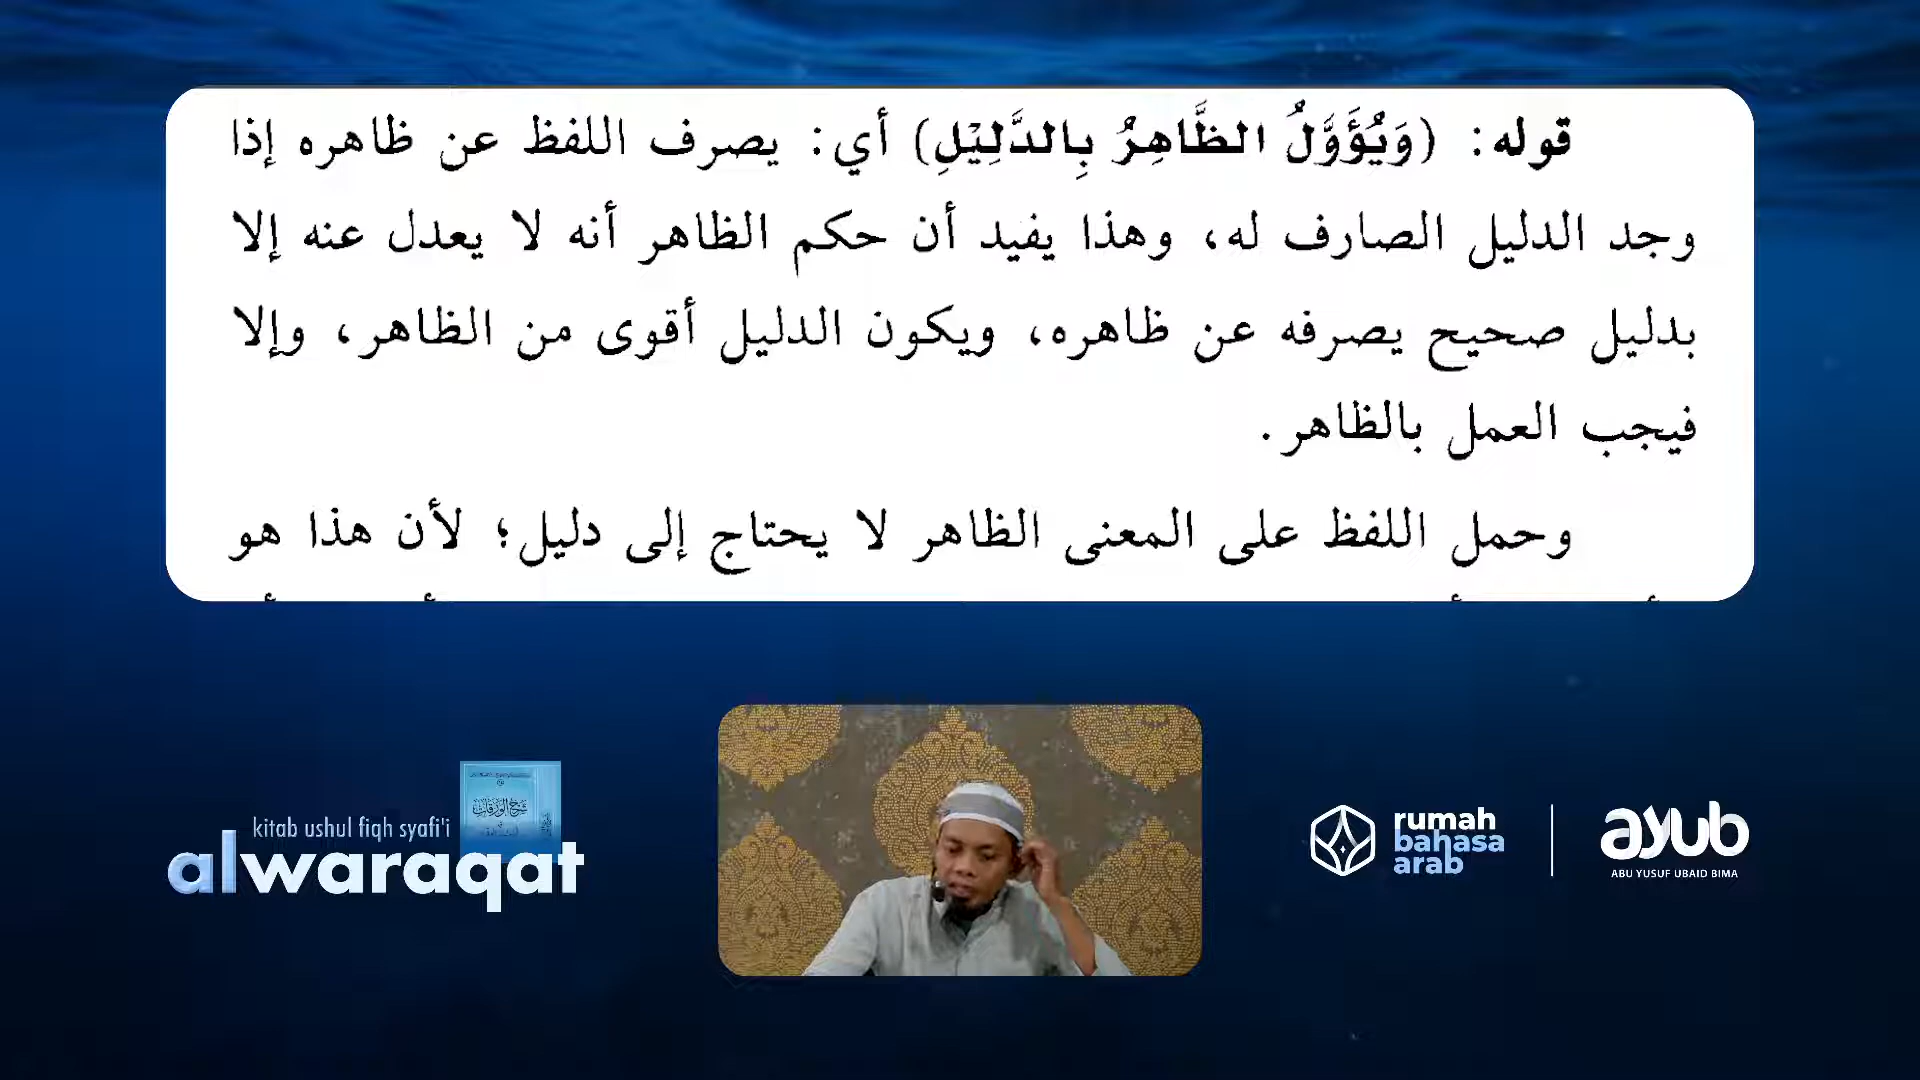 قوله: (وَيُؤَوَّلُ الظَّاهِرُ بِالدَّلِيْلِ) أي: يصرف اللفظ عن ظاهره إذا
وجد الدليل الصارف له، وهذا يفيد أن حكم الظاهر أنه لا يعدل عنه إلا
بدليل صحيح يصرفه عن ظاهره، ويكون الدليل أقوى من الظاهر، وإلا
فيجب العمل بالظاهر.
وحمل اللفظ على المعنى الظاهر لا يحتاج إلى دليل؛ لأن هذا هو
شرح الورقات
kitab ushul fiqh syafi'i
alwaraqat
rumah
bahasa
arab
ayub
ABU YUSUF UBAID BIMA